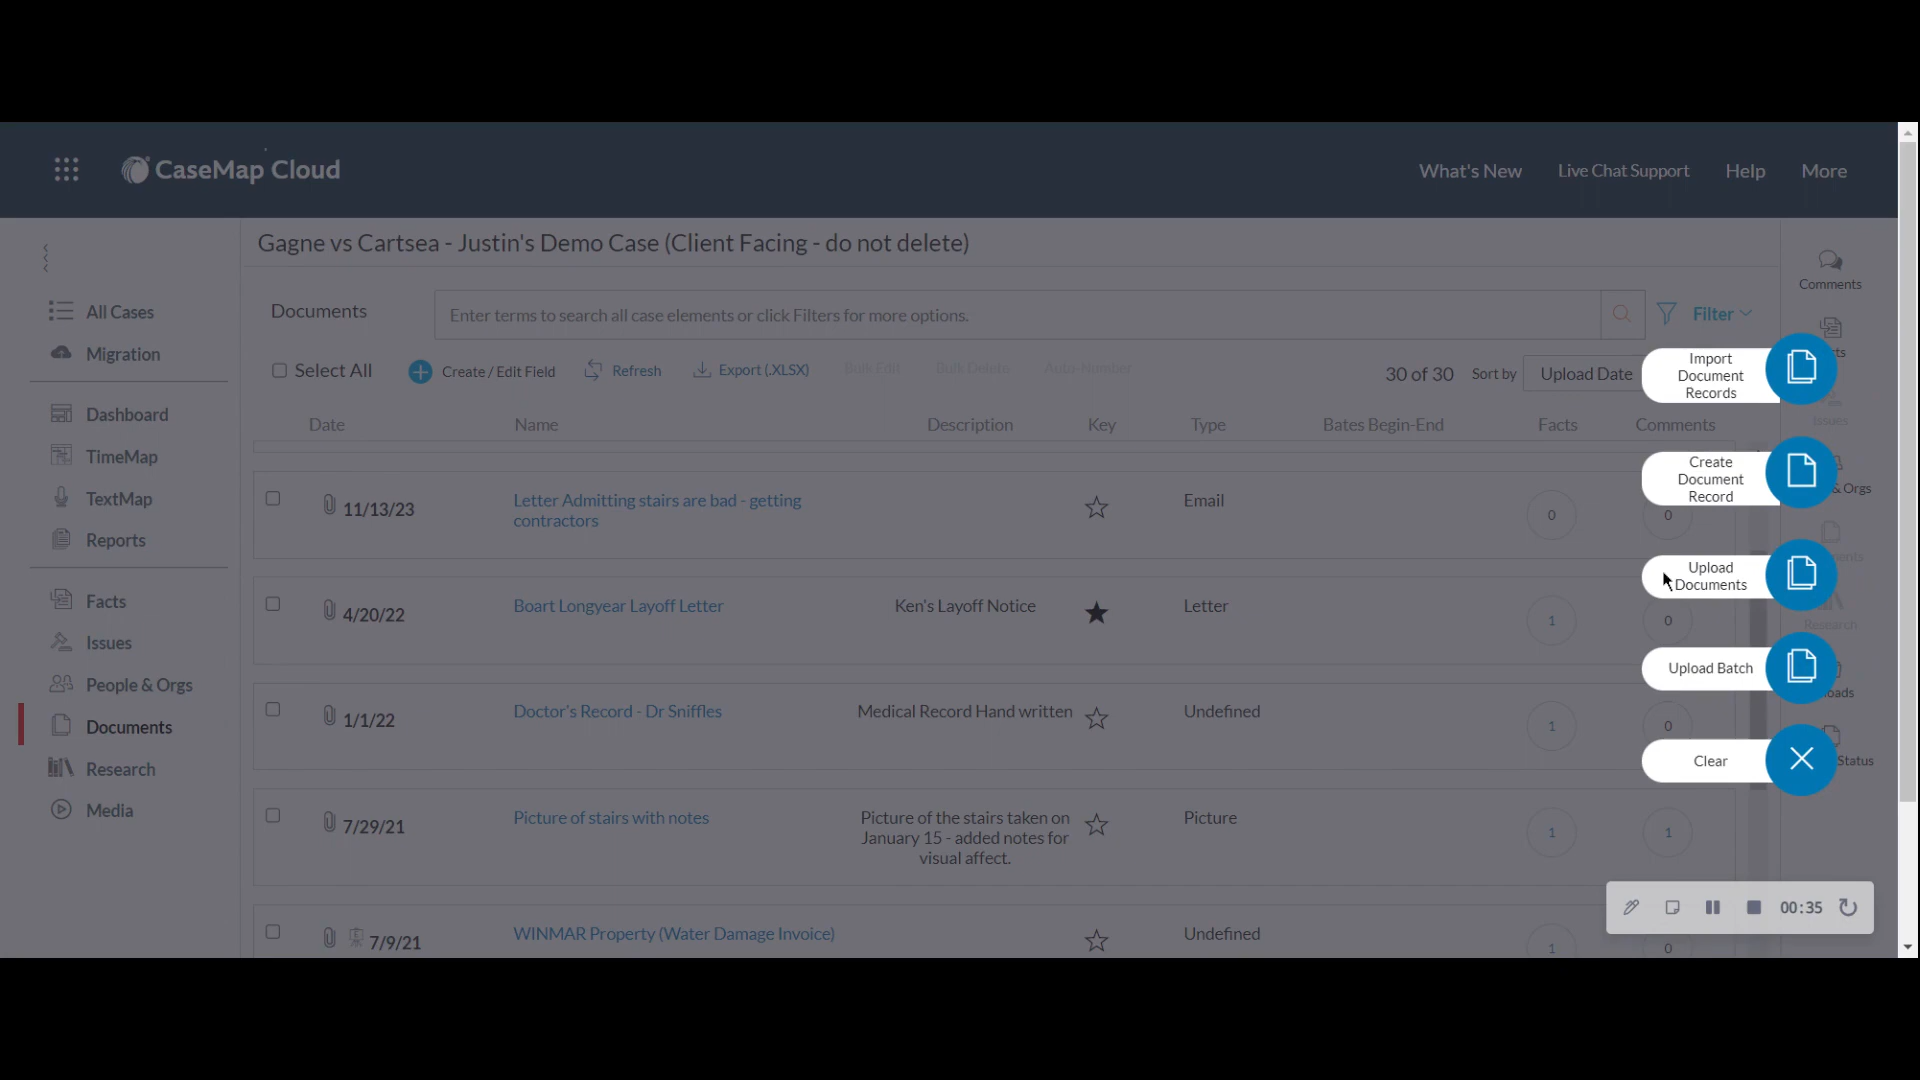 CaseMap Cloud
What's New
Live Chat Support
Help
More
Gagne vs Cartsea - Justin's Demo Case (Client Facing - do not delete)
Comments
All Cases
Migration
Dashboard
TimeMap
TextMap
Reports
Facts
Issues
People & Orgs
Documents
Research
Media
Documents
Enter terms to search all case elements or click Filters for more options.
Filter
Select All
Create / Edit Field
Refresh
Export (.XLSX)
Bulk Edit
Bulk Delete
Auto-Number
30 of 30
Sort by
Upload Date
Date
Name
Description
Key
Type
Bates Begin-End
Facts
Comments
11/13/23
Letter Admitting stairs are bad - getting
contractors
Email
0
0
4/20/22
Boart Longyear Layoff Letter
Ken's Layoff Notice
Letter
1
0
1/1/22
Doctor's Record - Dr Sniffles
Medical Record Hand written
Undefined
1
0
7/29/21
Picture of stairs with notes
Picture of the stairs taken on
January 15 - added notes for
visual affect.
Picture
1
1
7/9/21
WINMAR Property (Water Damage Invoice)
Undefined
1
0
Import
Document
Records
Issues
Create
Document
Record
& Orgs
Upload
Documents
Research
Upload Batch
Clear
Status
00:35